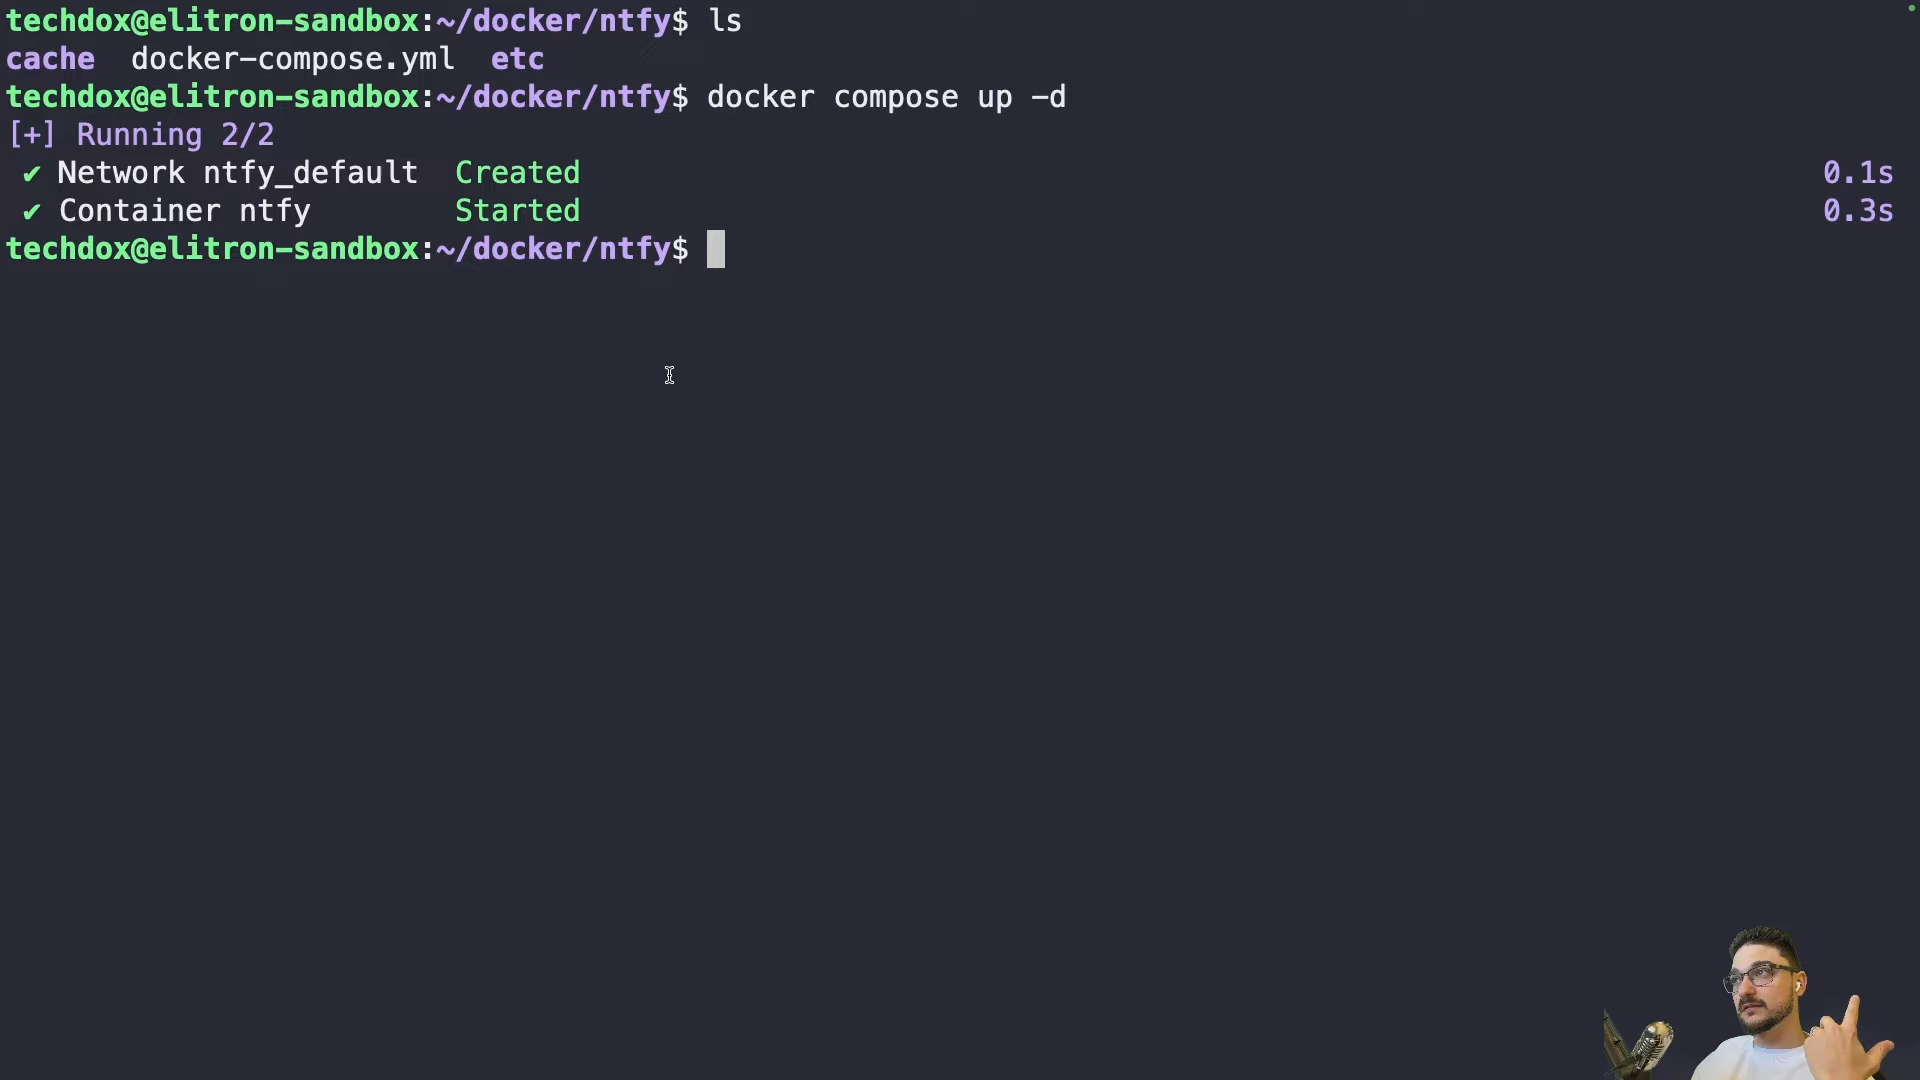 techdox@elitron-sandbox:~/docker/ntfy$ ls
cache  docker-compose.yml  etc
techdox@elitron-sandbox:~/docker/ntfy$ docker compose up -d
[+] Running 2/2
✔ Network ntfy_default  Created  0.1s
✔ Container ntfy  Started  0.3s
techdox@elitron-sandbox:~/docker/ntfy$